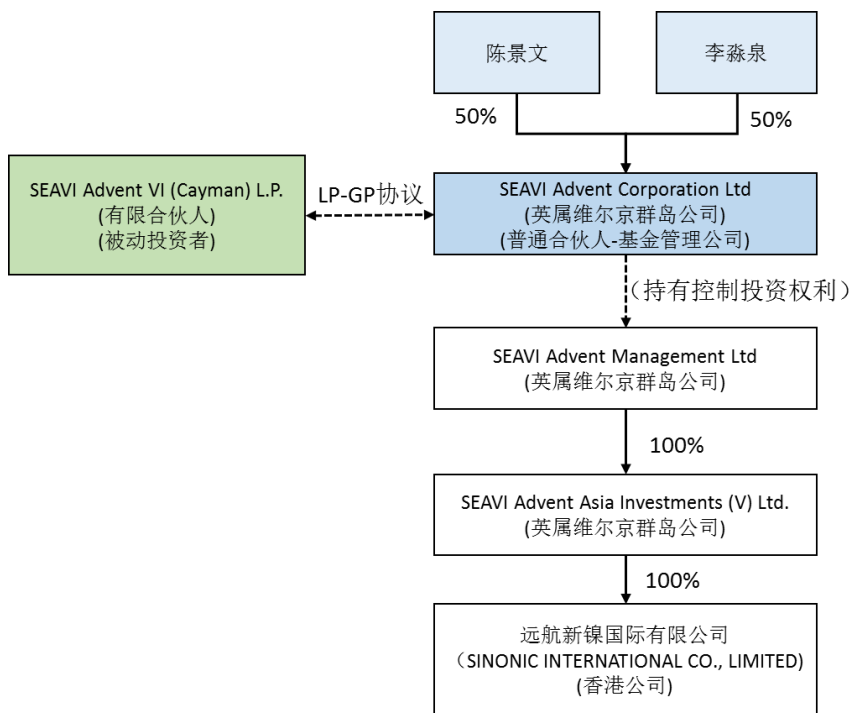 陈景文
李淼泉
50%
50%
SEAVI Advent VI (Cayman) L.P.
(有限合伙人)
(被动投资者)
LP-GP协议
SEAVI Advent Corporation Ltd
(英属维尔京群岛公司)
(普通合伙人-基金管理公司)
（持有控制投资权利）
SEAVI Advent Management Ltd
(英属维尔京群岛公司)
100%
SEAVI Advent Asia Investments (V) Ltd.
(英属维尔京群岛公司)
100%
远航新镍国际有限公司
（SINONIC INTERNATIONAL CO., LIMITED)
(香港公司)